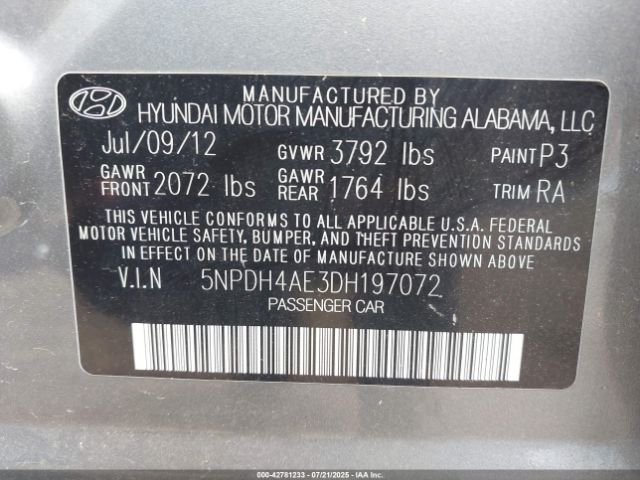 MANUFACTURED BY
HYUNDAI MOTOR MANUFACTURING ALABAMA, LLC
Jul/09/12 GVWR 3792 lbs PAINT P3
GAWR FRONT 2072 lbs GAWR REAR 1764 lbs TRIM RA
THIS VEHICLE CONFORMS TO ALL APPLICABLE U.S.A. FEDERAL
MOTOR VEHICLE SAFETY, BUMPER, AND THEFT PREVENTION STANDARDS
IN EFFECT ON THE DATE OF MANUFACTURE SHOWN ABOVE.
V.I.N 5NPDH4AE3DH197072
PASSENGER CAR
000-42781233 - 07/21/2025 - IAAI.COM